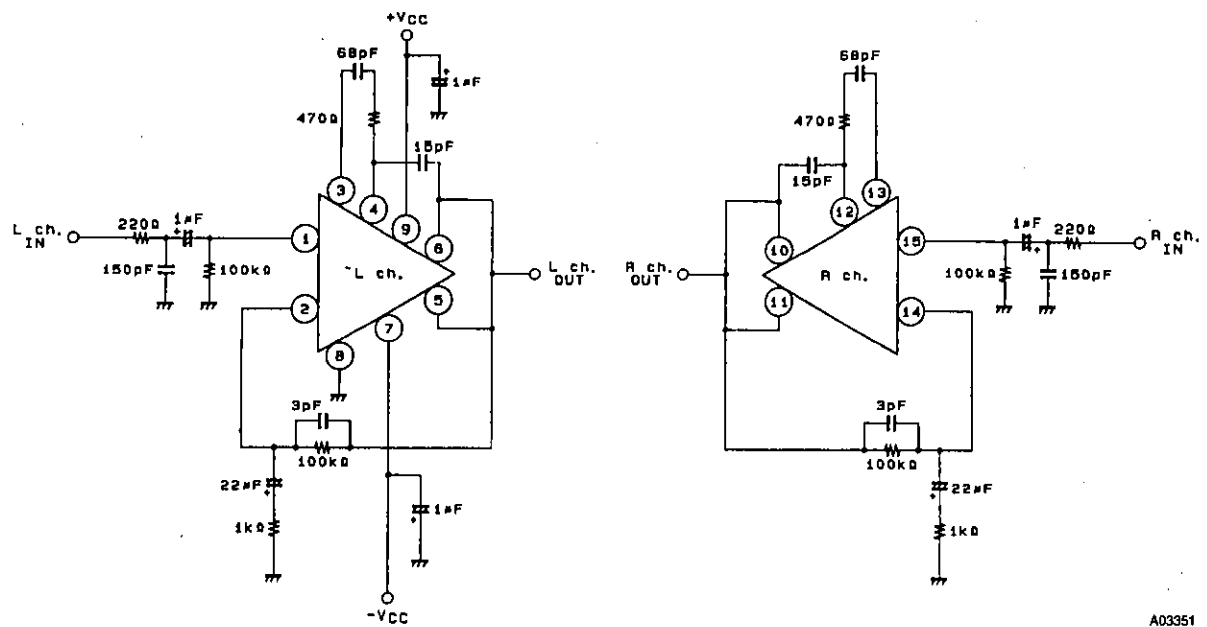 +VCC
68pF
1μF
470Ω
15pF
3
4
9
6
L ch.
IN
220Ω
1μF
1
150pF
100kΩ
~L ch.
L ch.
OUT
2
5
7
8
3pF
100kΩ
22μF
1kΩ
1μF
-VCC
68pF
470Ω
15pF
13
12
10
15
1μF
220Ω
R ch.
IN
R ch.
OUT
R ch.
100kΩ
150pF
11
14
3pF
100kΩ
22μF
1kΩ
+
+
+
+
+
+
A03351